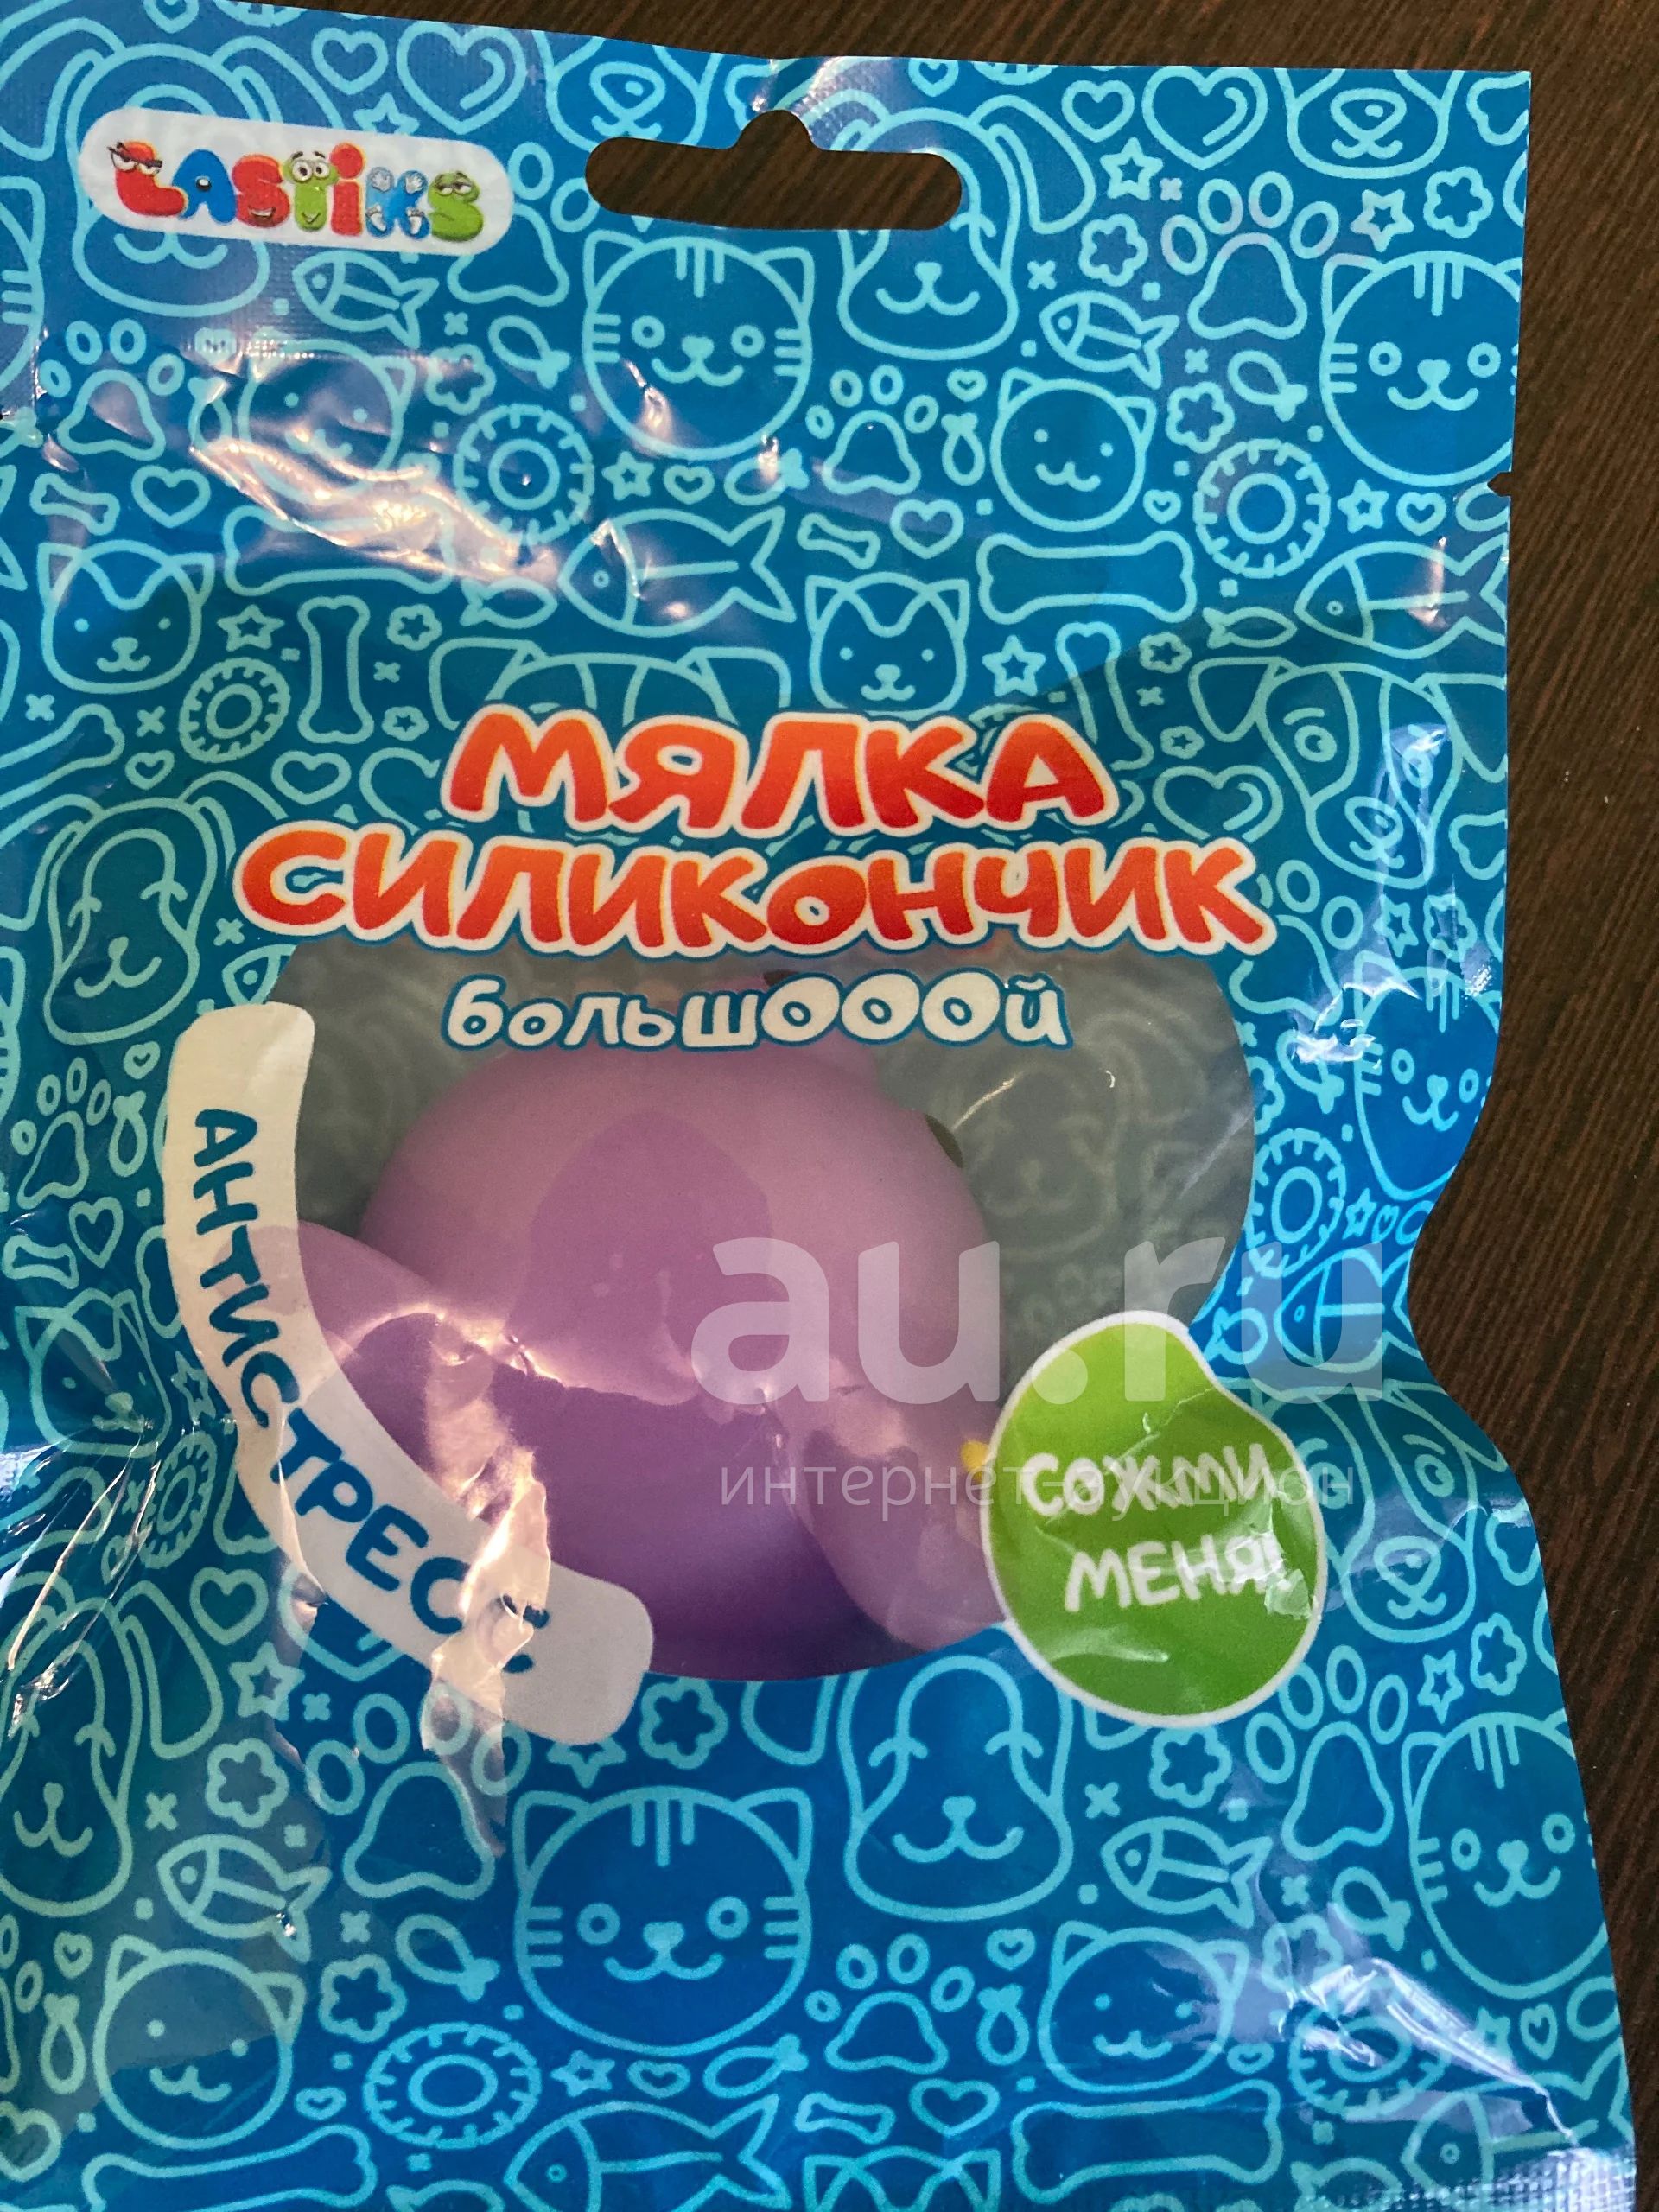 LASTIKS
МЯЛКА
СИЛИКОНЧИК
большОООй
АНТИСТРЕСС
au.ru
интернет-аукцион
СОЖМИ
МЕНЯ!